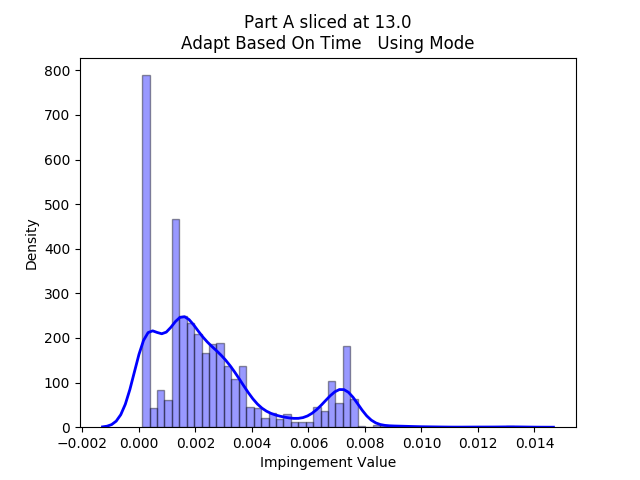 Part A sliced at 13.0
Adapt Based On Time   Using Mode
Density
800
700
600
500
400
300
200
100
0
−0.002 0.000 0.002 0.004 0.006 0.008 0.010 0.012 0.014
Impingement Value